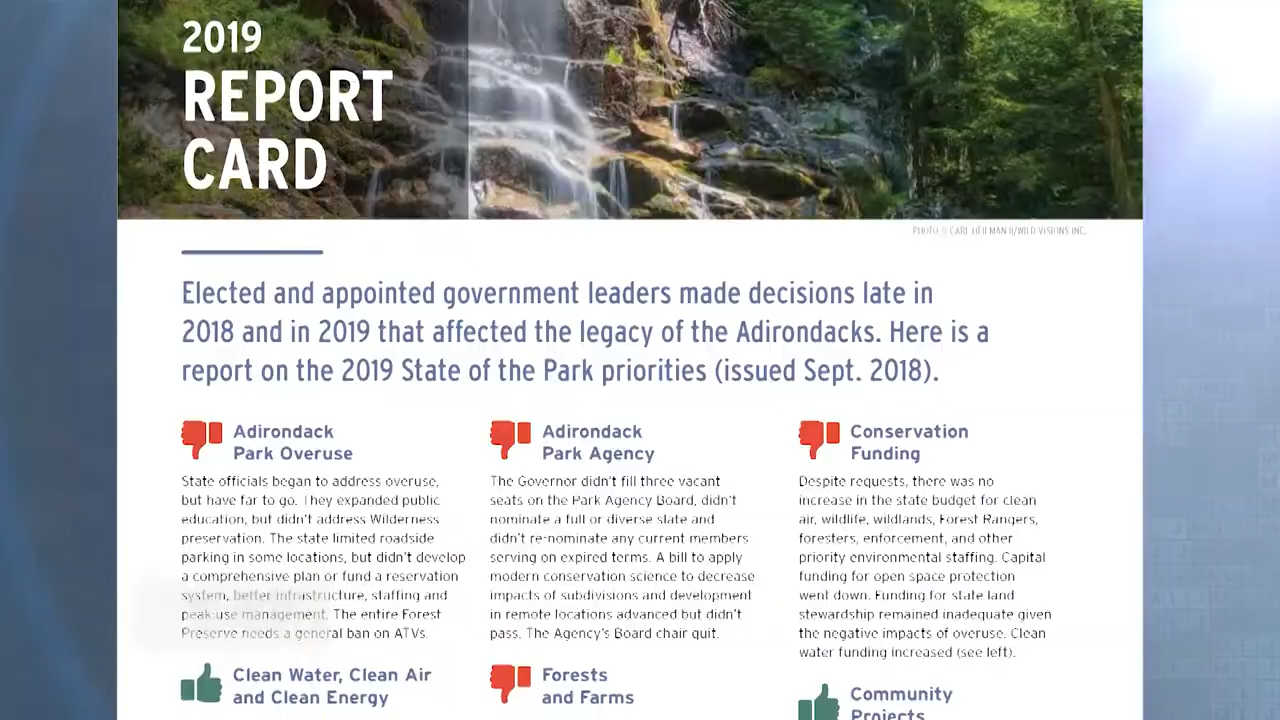 2019
REPORT
CARD
PHOTO © CARL HEILMAN II/WILD VISIONS INC.
Elected and appointed government leaders made decisions late in
2018 and in 2019 that affected the legacy of the Adirondacks. Here is a
report on the 2019 State of the Park priorities (issued Sept. 2018).
Adirondack
Park Overuse
State officials began to address overuse,
but have far to go. They expanded public
education, but didn't address Wilderness
preservation. The state limited roadside
parking in some locations, but didn't develop
a comprehensive plan or fund a reservation
system, better infrastructure, staffing and
peak-use management. The entire Forest
Preserve needs a general ban on ATVs.
Clean Water, Clean Air
and Clean Energy
Adirondack
Park Agency
The Governor didn't fill three vacant
seats on the Park Agency Board, didn't
nominate a full or diverse slate and
didn't re-nominate any current members
serving on expired terms. A bill to apply
modern conservation science to decrease
impacts of subdivisions and development
in remote locations advanced but didn't
pass. The Agency's Board chair quit.
Forests
and Farms
Conservation
Funding
Despite requests, there was no
increase in the state budget for clean
air, wildlife, wildlands, Forest Rangers,
foresters, enforcement, and other
priority environmental staffing. Capital
funding for open space protection
went down. Funding for state land
stewardship remained inadequate given
the negative impacts of overuse. Clean
water funding increased (see left).
Community
Projects